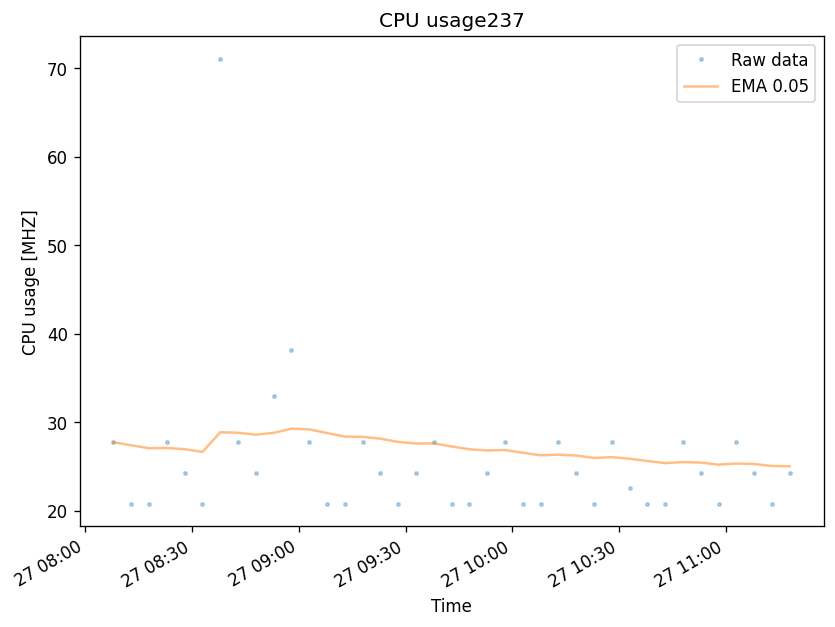 CPU usage237
70
60
50
40
30
20
CPU usage [MHZ]
Raw data
EMA 0.05
27 08:00
27 08:30
27 09:00
27 09:30
27 10:00
27 10:30
27 11:00
Time